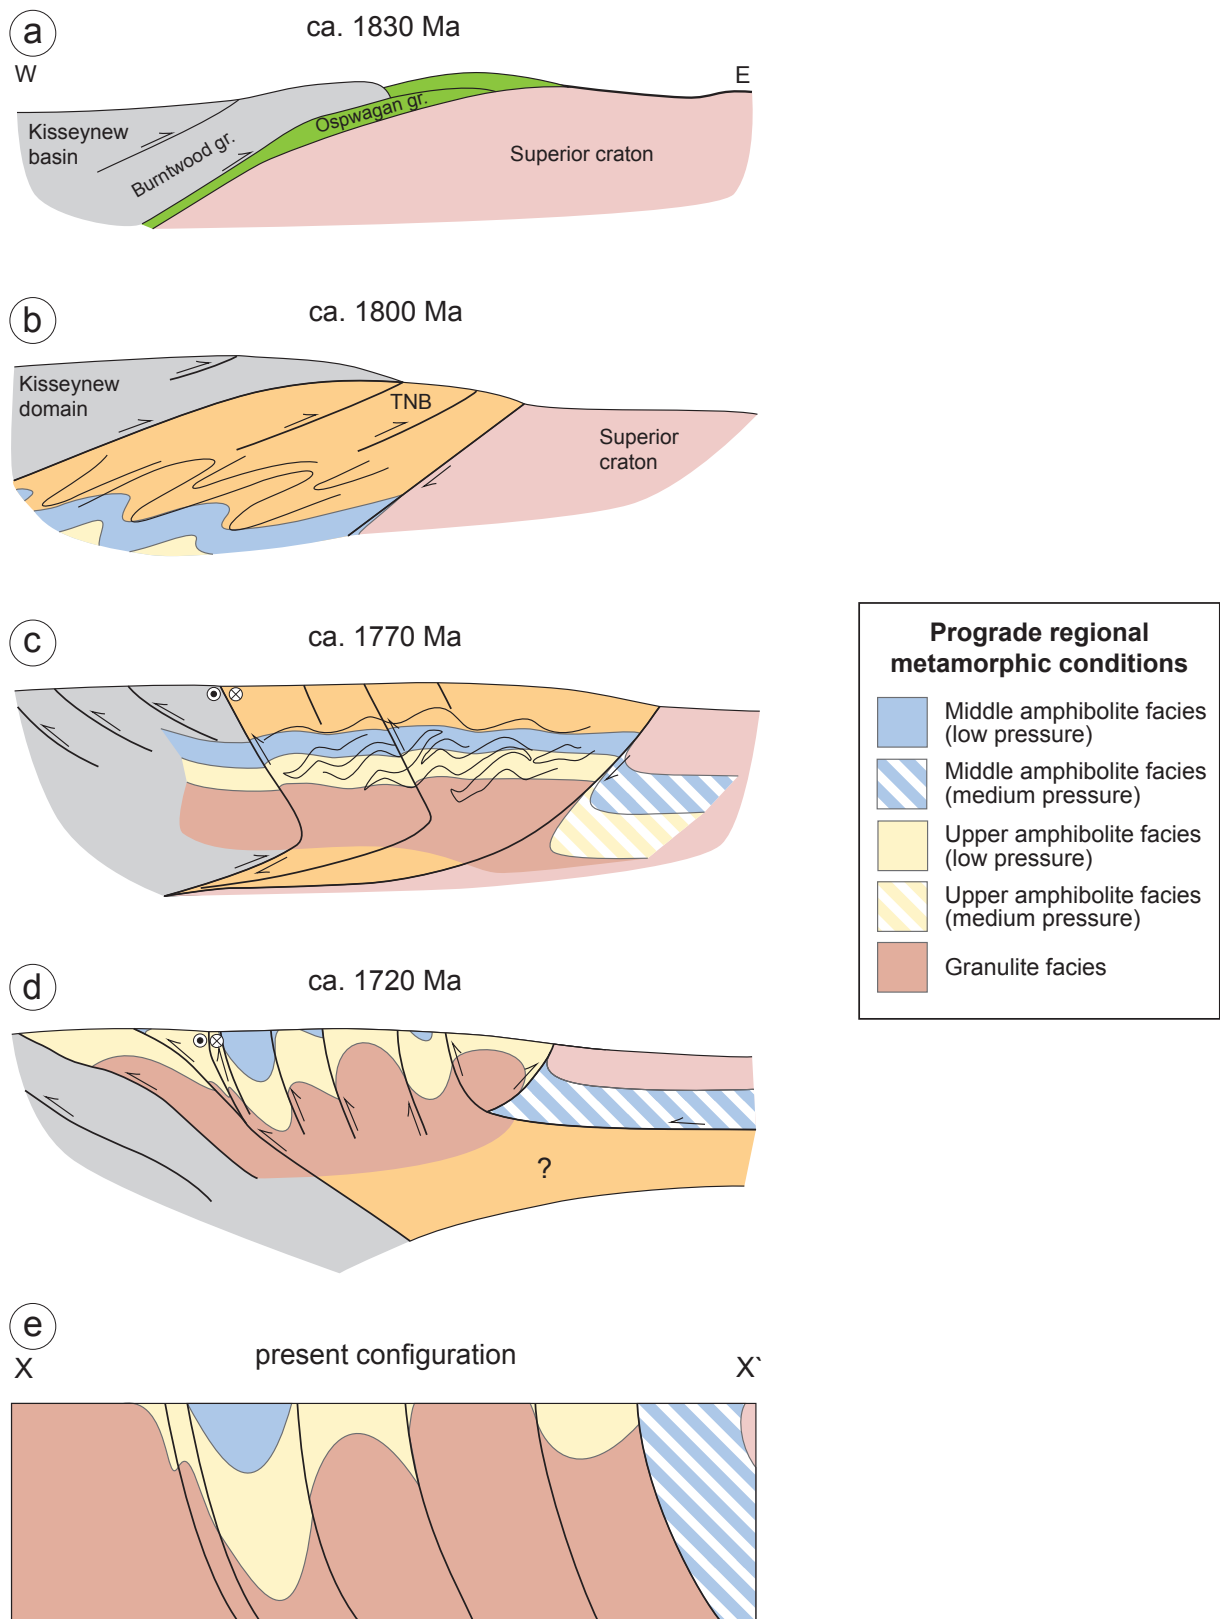 a
ca. 1830 Ma
W
E
Kisseynew
basin
Burntwood gr.
Ospwagan gr.
Superior craton
b
ca. 1800 Ma
Kisseynew
domain
TNB
Superior
craton
c
ca. 1770 Ma
Prograde regional
metamorphic conditions
Middle amphibolite facies
(low pressure)
Middle amphibolite facies
(medium pressure)
Upper amphibolite facies
(low pressure)
Upper amphibolite facies
(medium pressure)
Granulite facies
d
ca. 1720 Ma
?
e
present configuration
X
X`